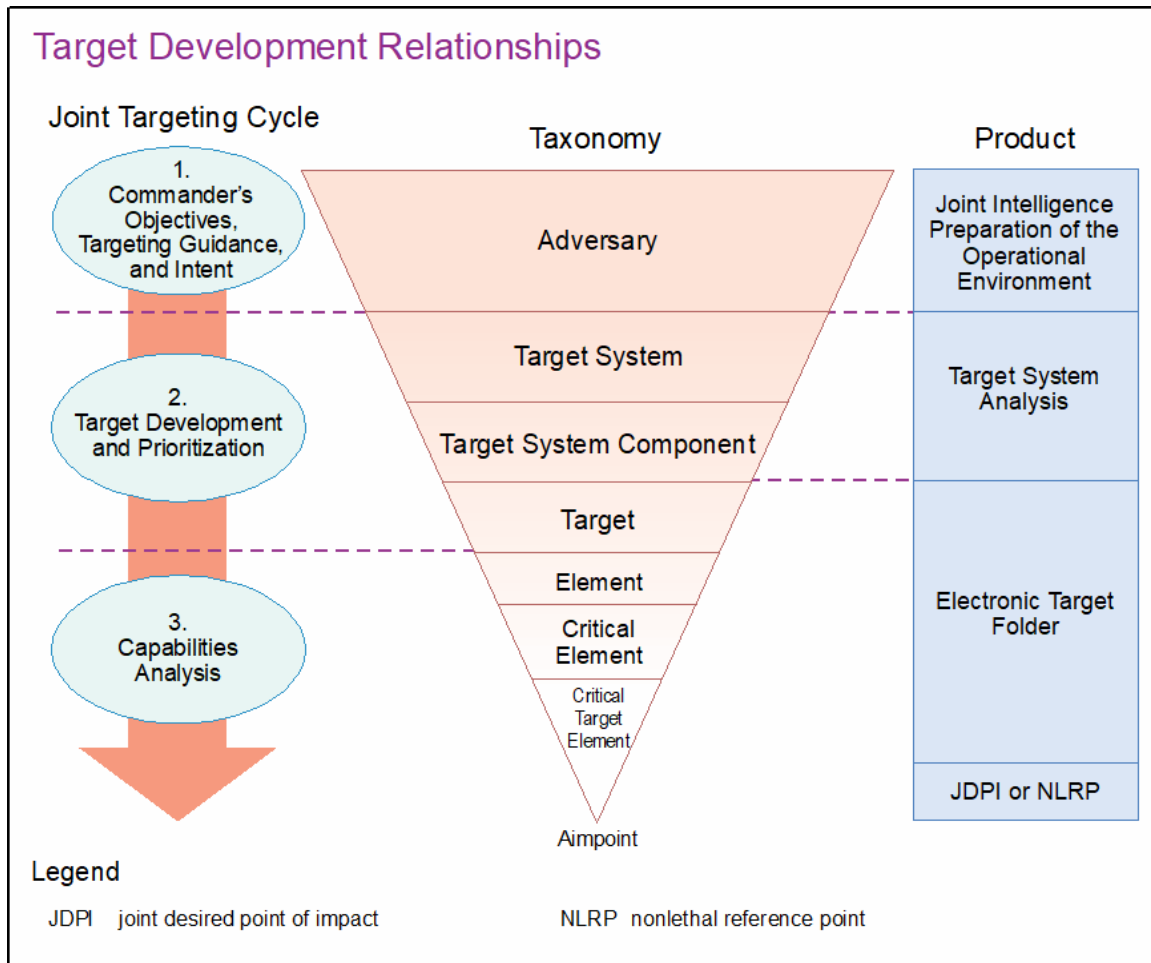 Target Development Relationships
Joint Targeting Cycle
Taxonomy
Product
1.
Commander's
Objectives,
Targeting Guidance,
and Intent
Adversary
Joint Intelligence
Preparation of the
Operational
Environment
2.
Target Development
and Prioritization
Target System
Target System Component
Target System
Analysis
Target
3.
Capabilities
Analysis
Element
Critical
Element
Critical
Target
Element
Electronic Target
Folder
JDPI or NLRP
Aimpoint
Legend
JDPI joint desired point of impact
NLRP nonlethal reference point